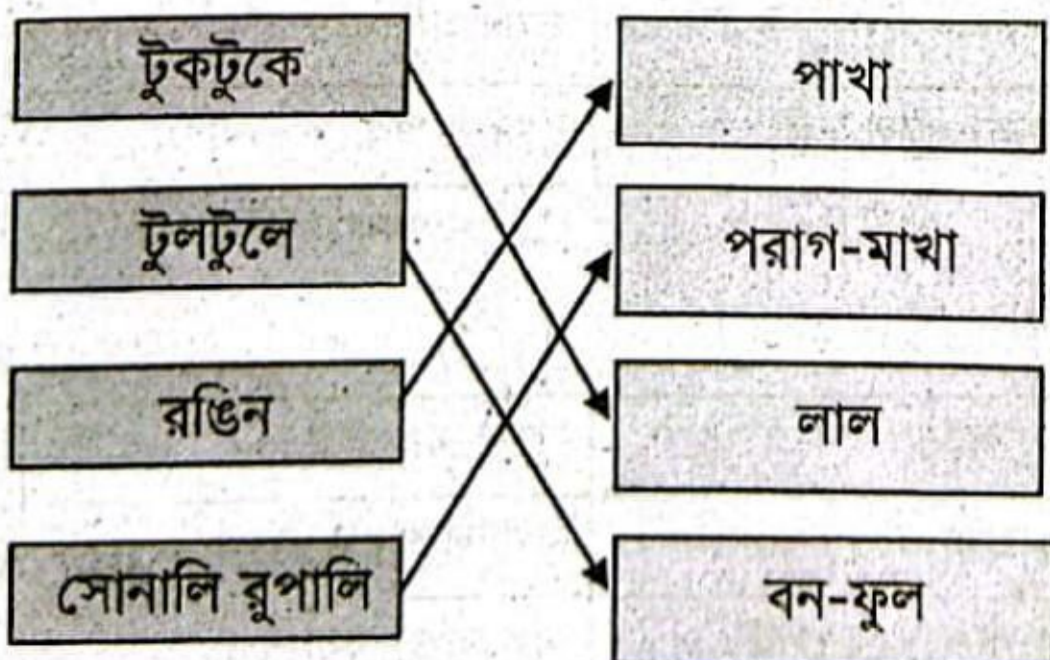 টুকটুকে পাখা
টুলটুলে পরাগ-মাখা
রঙিন লাল
সোনালি রুপালি বন-ফুল